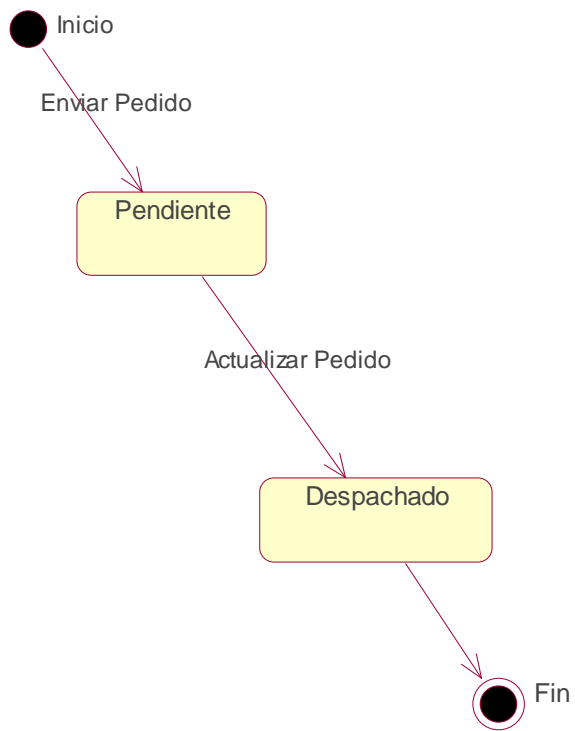 Inicio
Enviar Pedido
Pendiente
Actualizar Pedido
Despachado
Fin